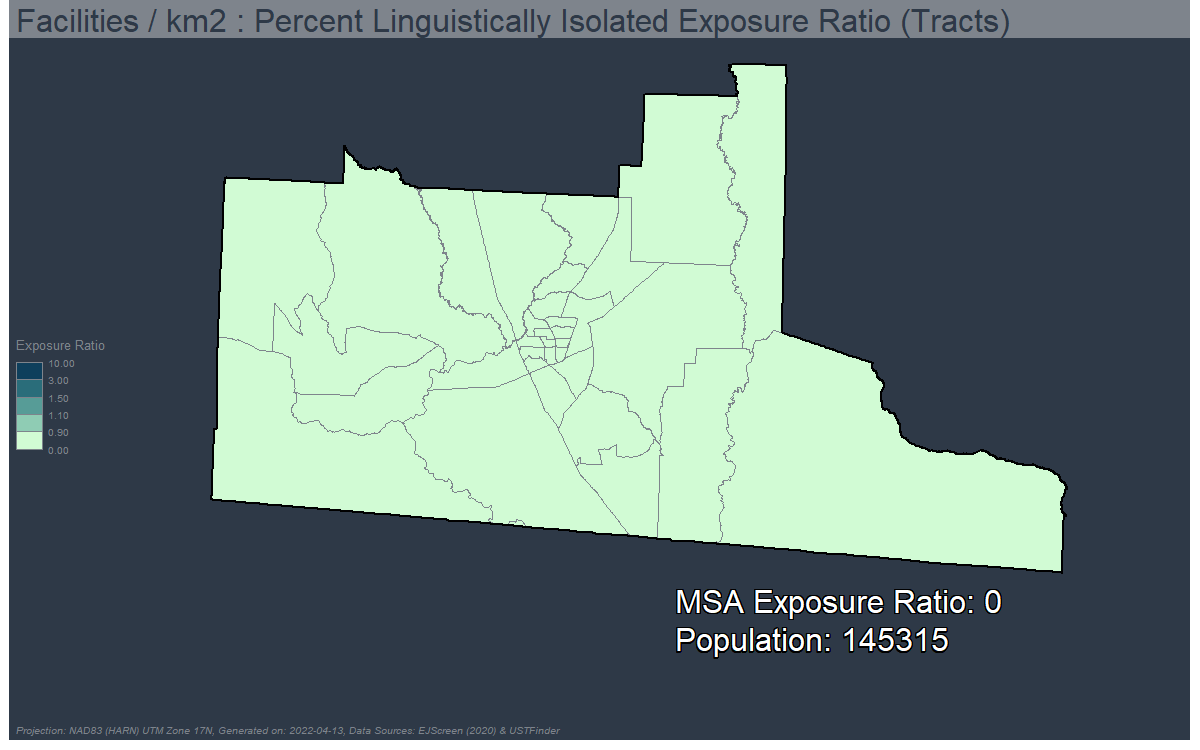 Facilities / km2 : Percent Linguistically Isolated Exposure Ratio (Tracts)
Exposure Ratio
10.00
3.00
1.50
1.10
0.90
0.00
MSA Exposure Ratio: 0
Population: 145315
Projection: NAD83 (HARN) UTM Zone 17N, Generated on: 2022-04-13, Data Sources: EJScreen (2020) & USTFinder